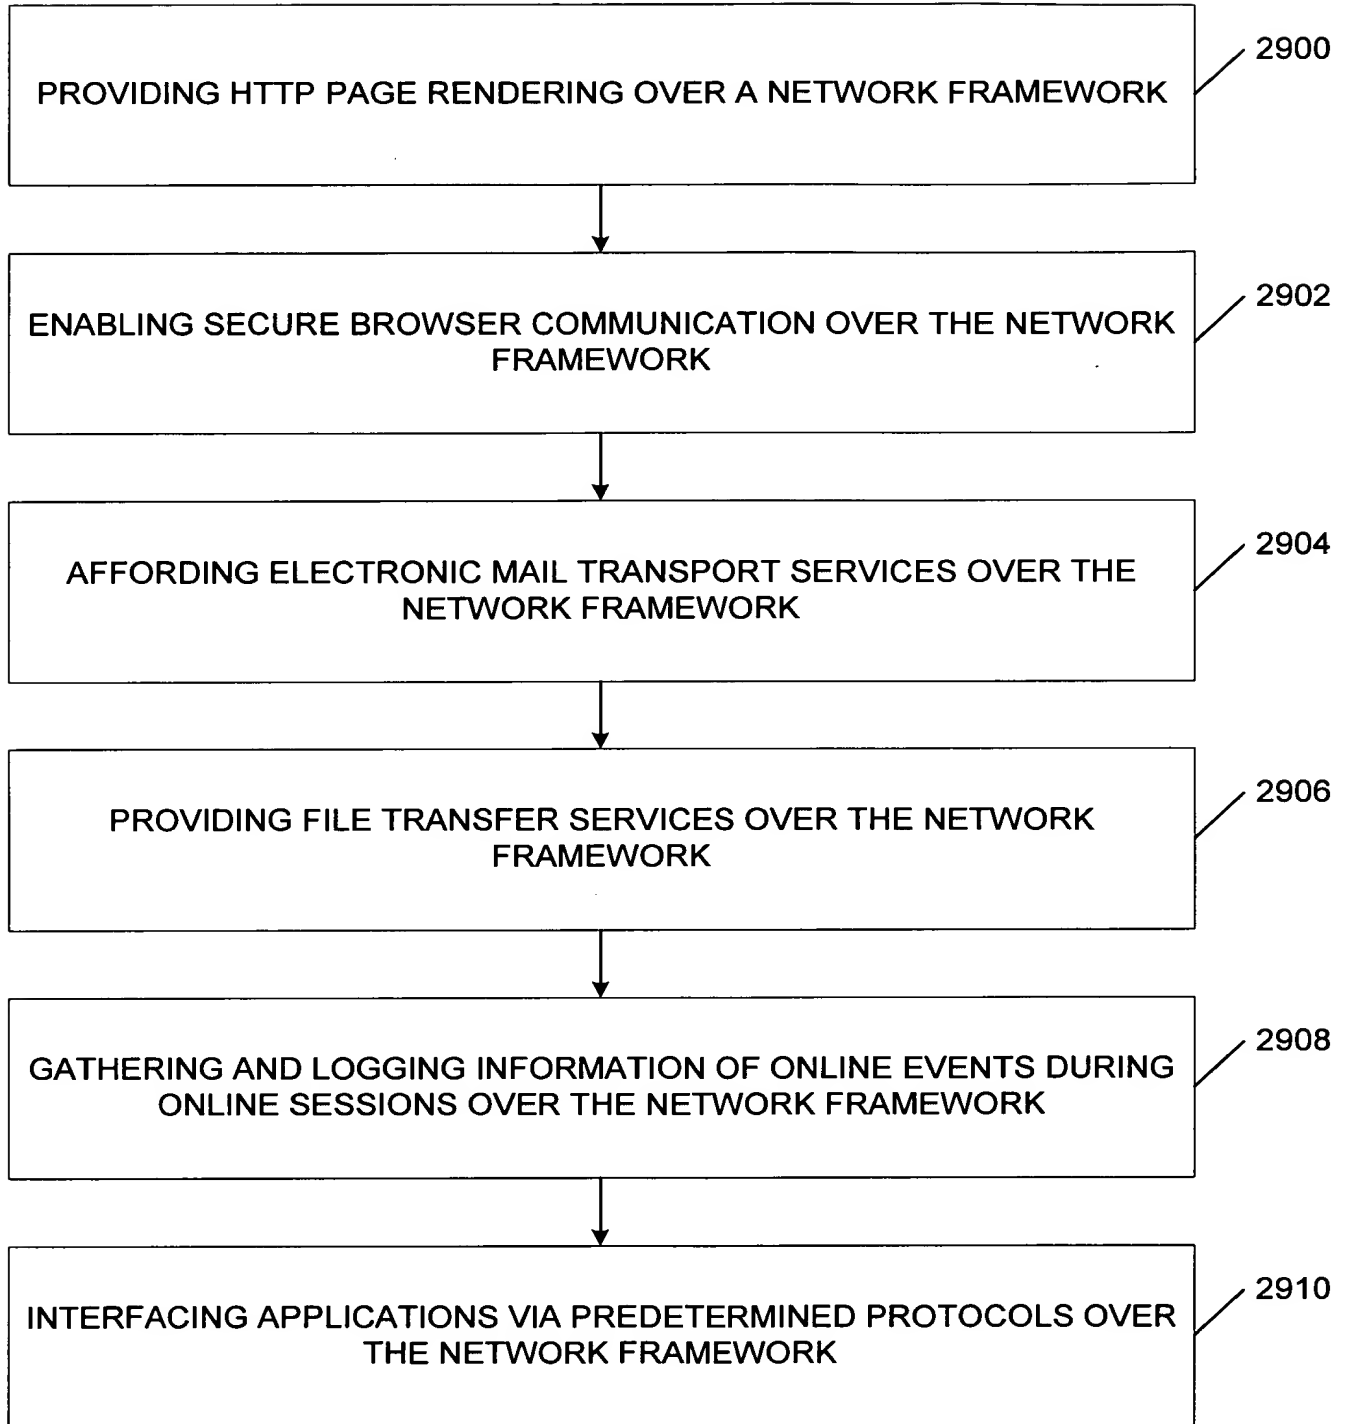 PROVIDING HTTP PAGE RENDERING OVER A NETWORK FRAMEWORK
2900
ENABLING SECURE BROWSER COMMUNICATION OVER THE NETWORK
FRAMEWORK
2902
AFFORDING ELECTRONIC MAIL TRANSPORT SERVICES OVER THE
NETWORK FRAMEWORK
2904
PROVIDING FILE TRANSFER SERVICES OVER THE NETWORK
FRAMEWORK
2906
GATHERING AND LOGGING INFORMATION OF ONLINE EVENTS DURING
ONLINE SESSIONS OVER THE NETWORK FRAMEWORK
2908
INTERFACING APPLICATIONS VIA PREDETERMINED PROTOCOLS OVER
THE NETWORK FRAMEWORK
2910